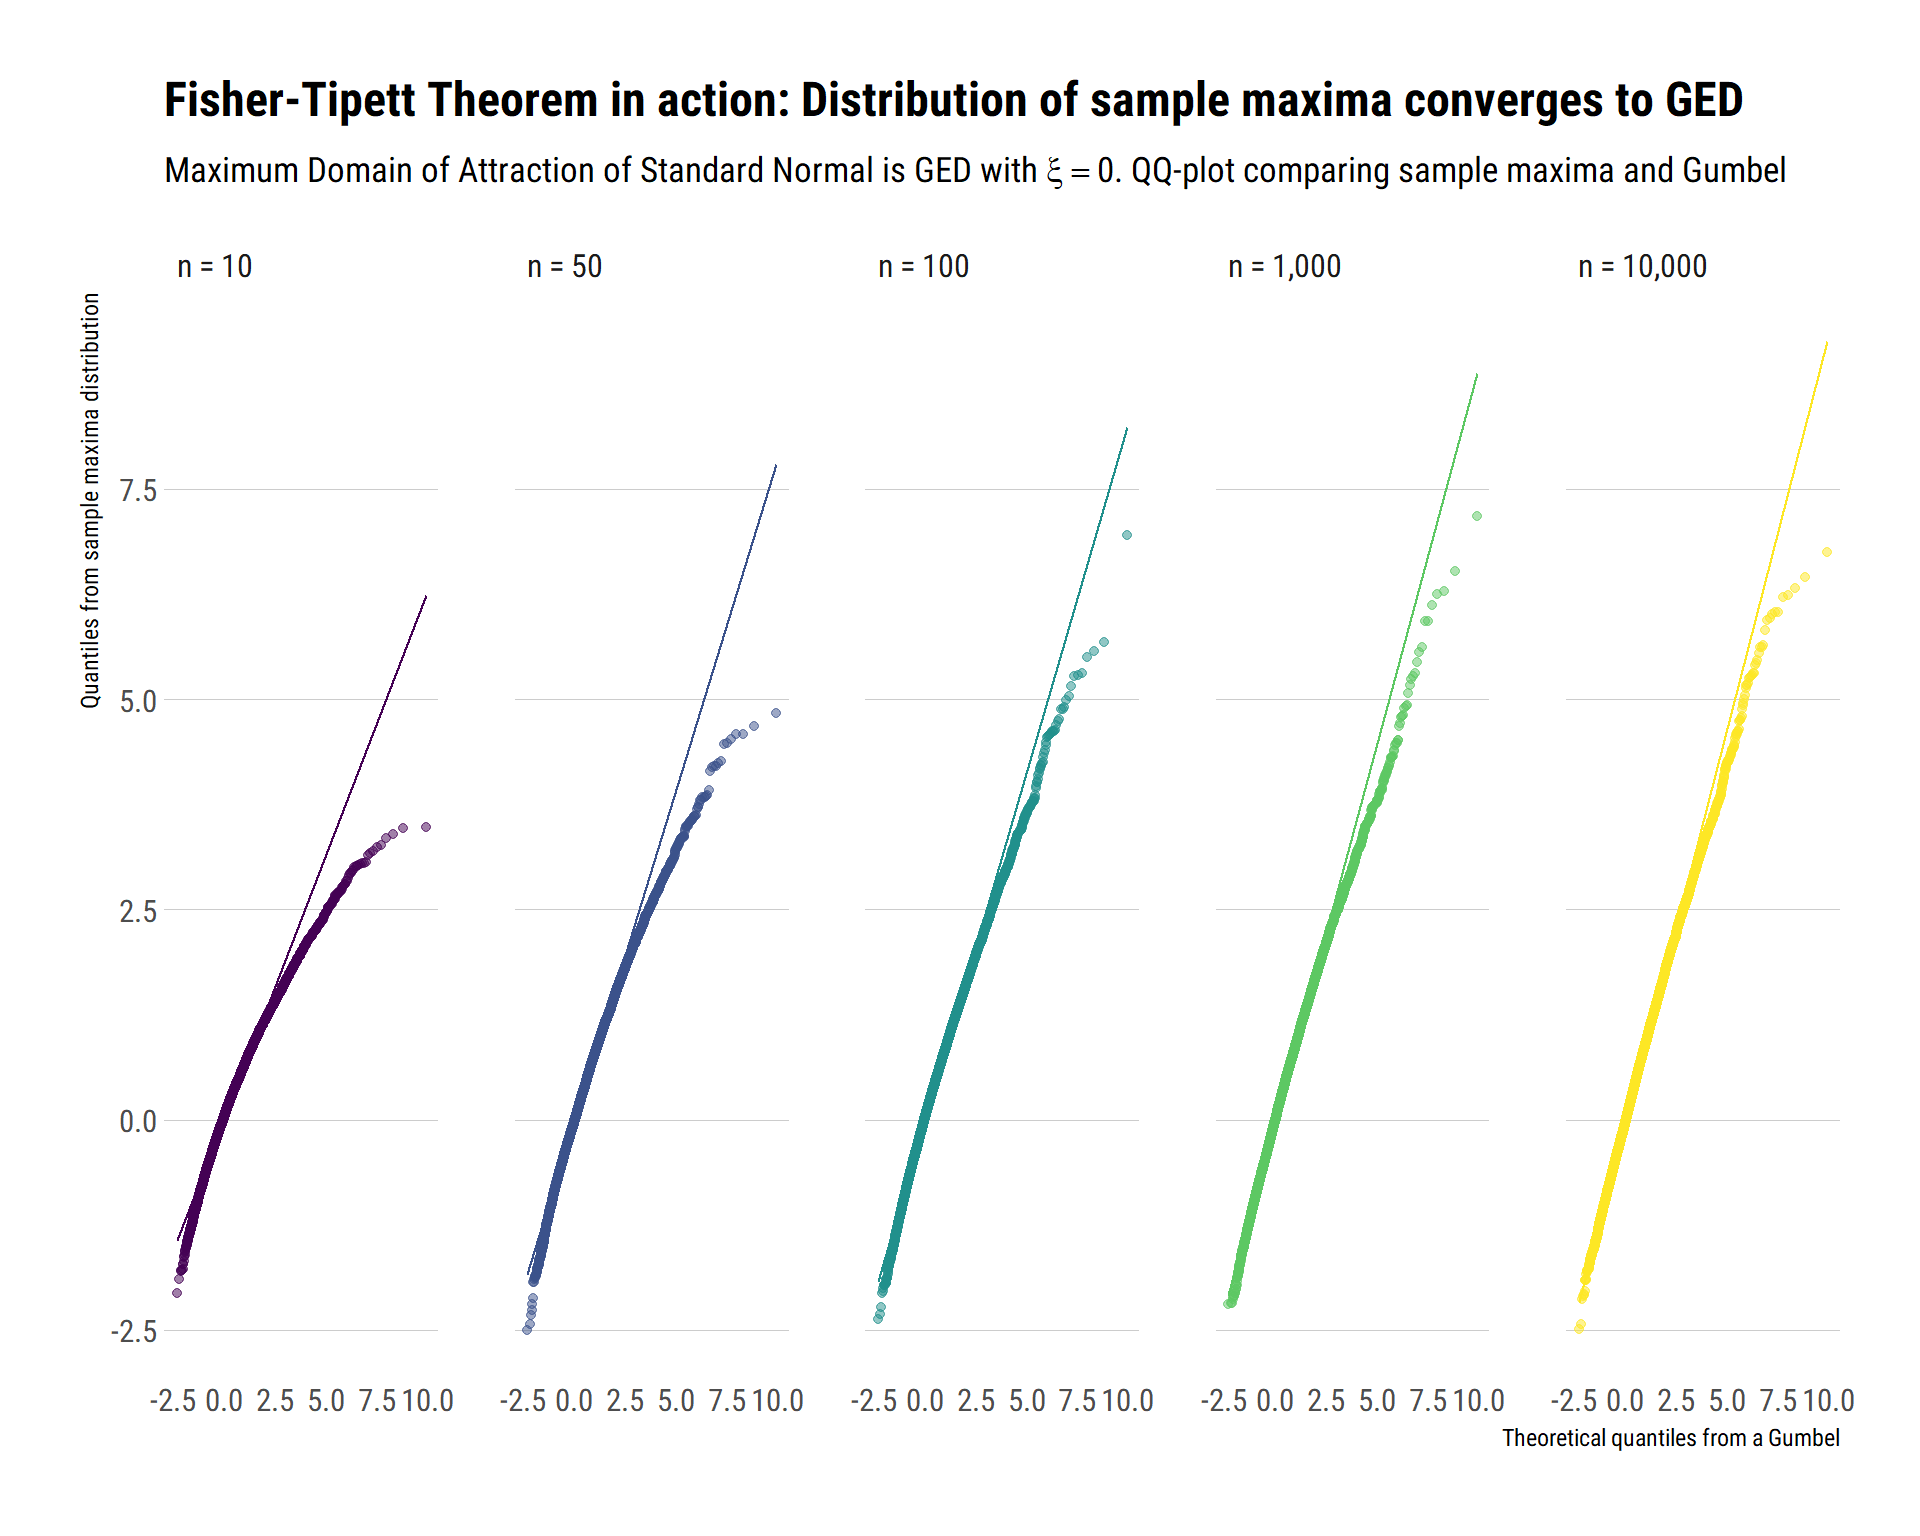 Fisher-Tipett Theorem in action: Distribution of sample maxima converges to GED
Maximum Domain of Attraction of Standard Normal is GED with ξ = 0. QQ-plot comparing sample maxima and Gumbel
n = 10 n = 50 n = 100 n = 1,000 n = 10,000
Quantiles from sample maxima distribution
7.5
5.0
2.5
0.0
-2.5
-2.5 0.0 2.5 5.0 7.5 10.0 -2.5 0.0 2.5 5.0 7.5 10.0 -2.5 0.0 2.5 5.0 7.5 10.0 -2.5 0.0 2.5 5.0 7.5 10.0 -2.5 0.0 2.5 5.0 7.5 10.0
Theoretical quantiles from a Gumbel